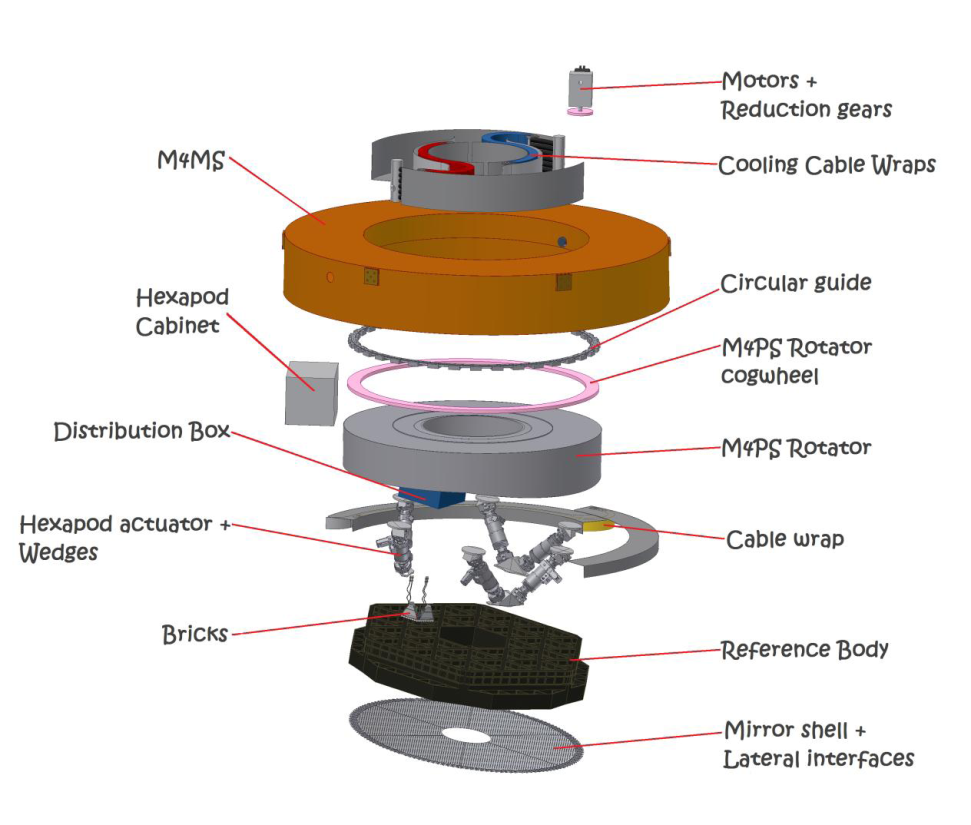 Motors +
Reduction gears
M4MS
Cooling Cable Wraps
Circular guide
Hexapod
Cabinet
M4PS Rotator
cogwheel
Distribution Box
M4PS Rotator
Hexapod actuator +
Wedges
Cable wrap
Bricks
Reference Body
Mirror shell +
Lateral interfaces